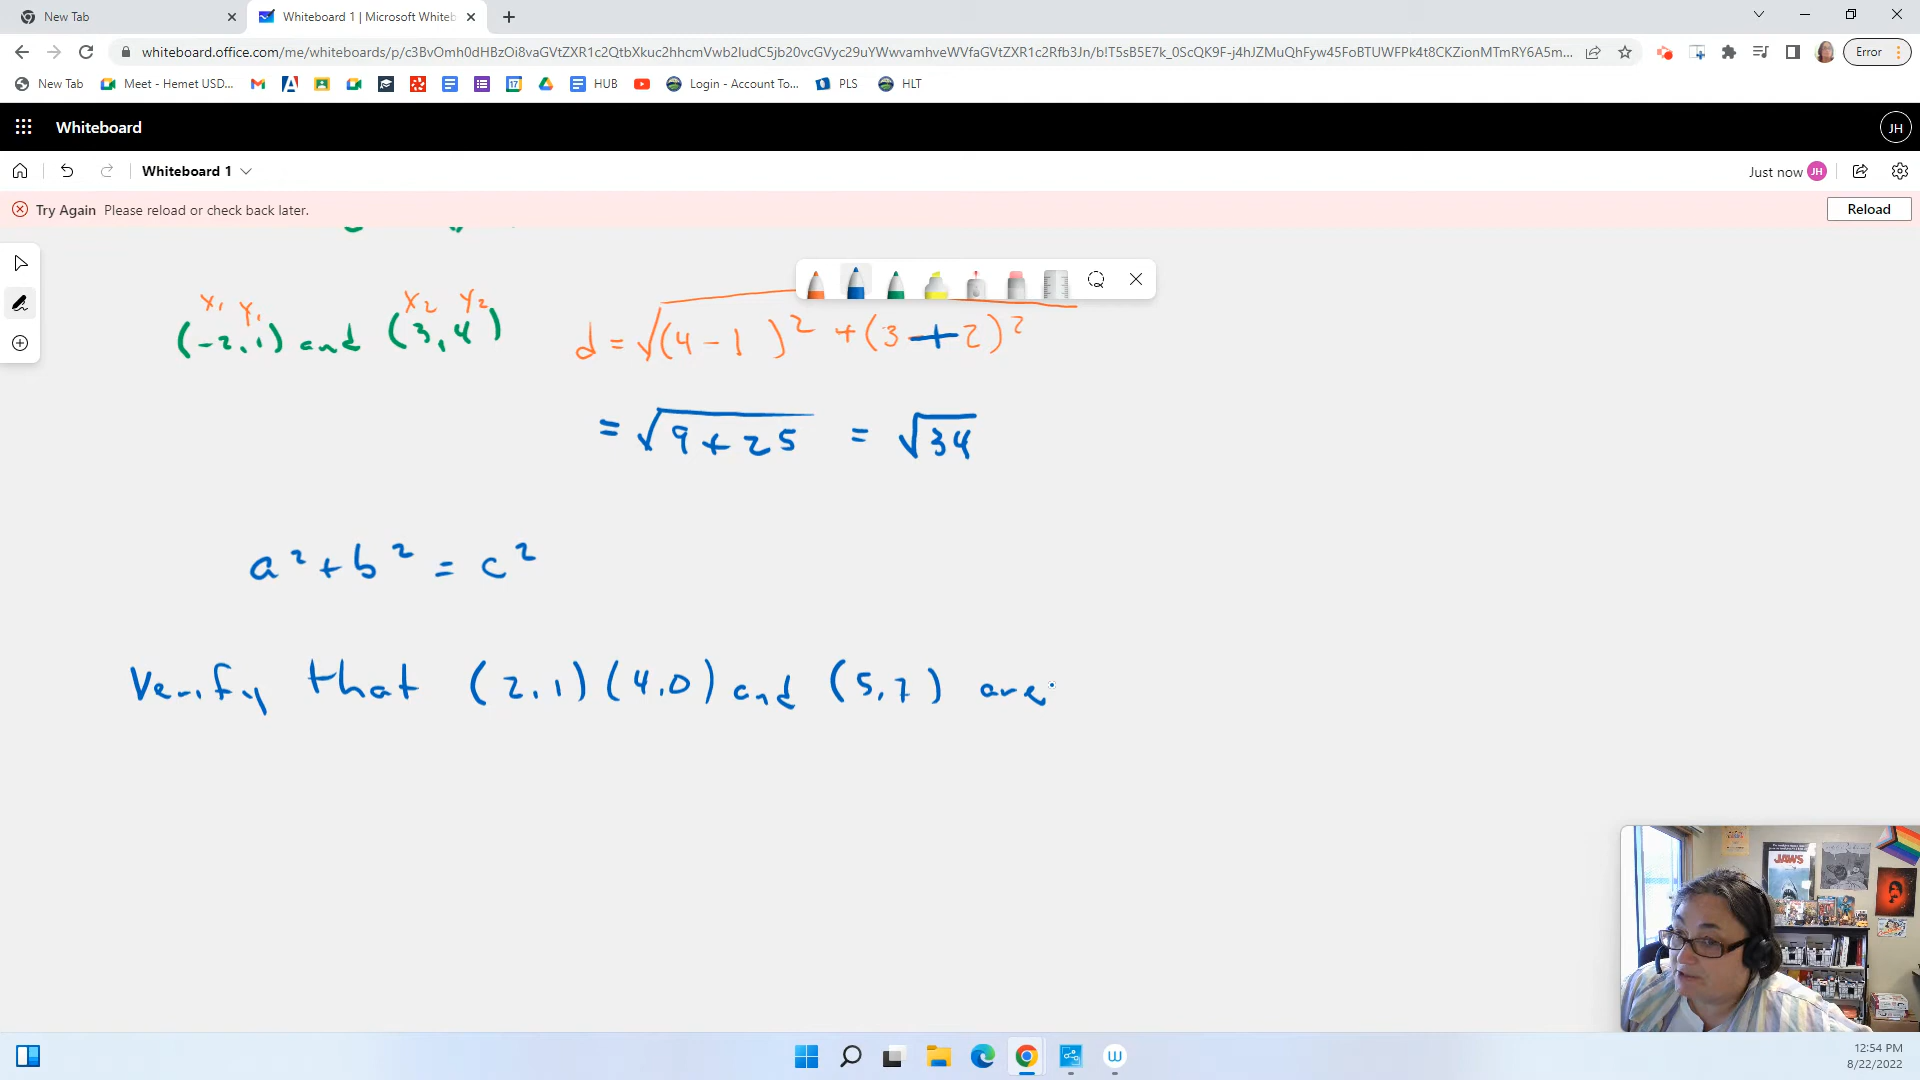 New Tab
Whiteboard 1 | Microsoft Whiteb
whiteboard.office.com/me/whiteboards/p/c3BvOmh0dHBzOi8vaGVtZXR1c2QtbXkuc2hhcmVwb2ludC5jb20vcGVyc29uYWwvamhveWVfaGVtZXR1c2Rfb3Jn/b!T5sB5E7k_0ScQK9F-j4hJZMuQhFyw45FoBTUWFPk4t8CKZionMTmRY6A5m...
Error
New Tab
Meet - Hemet USD...
HUB
Login - Account To...
PLS
HLT
Whiteboard
JH
Whiteboard 1
Just now
JH
Try Again Please reload or check back later.
Reload
x₁ y₁ x₂ y₂
(-2,1) and (3,4) d = √(4-1)² + (3+2)²
= √9+25 = √34
a²+b² = c²
Verify that (2,1)(4,0) and (5,7) are
JAWS
12:54 PM
8/22/2022